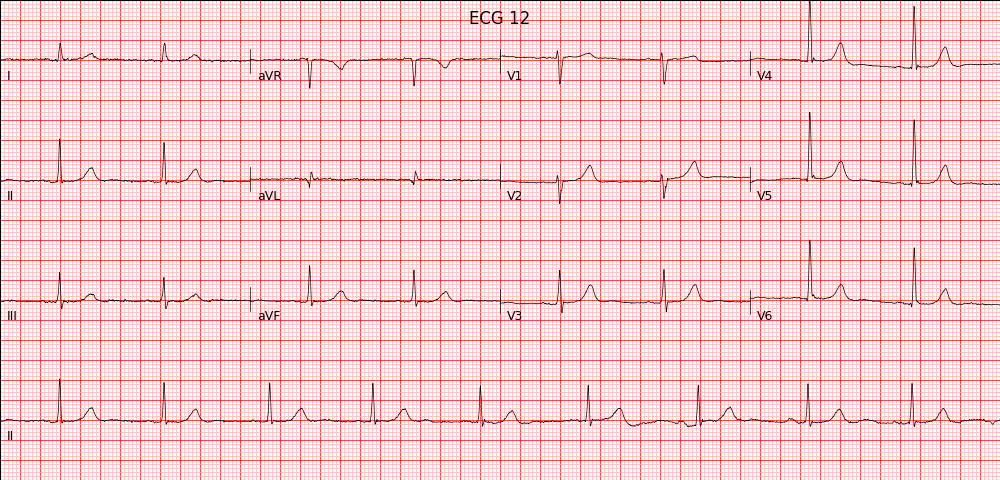 ECG 12
I aVR V1 V4
II aVL V2 V5
III aVF V3 V6
II